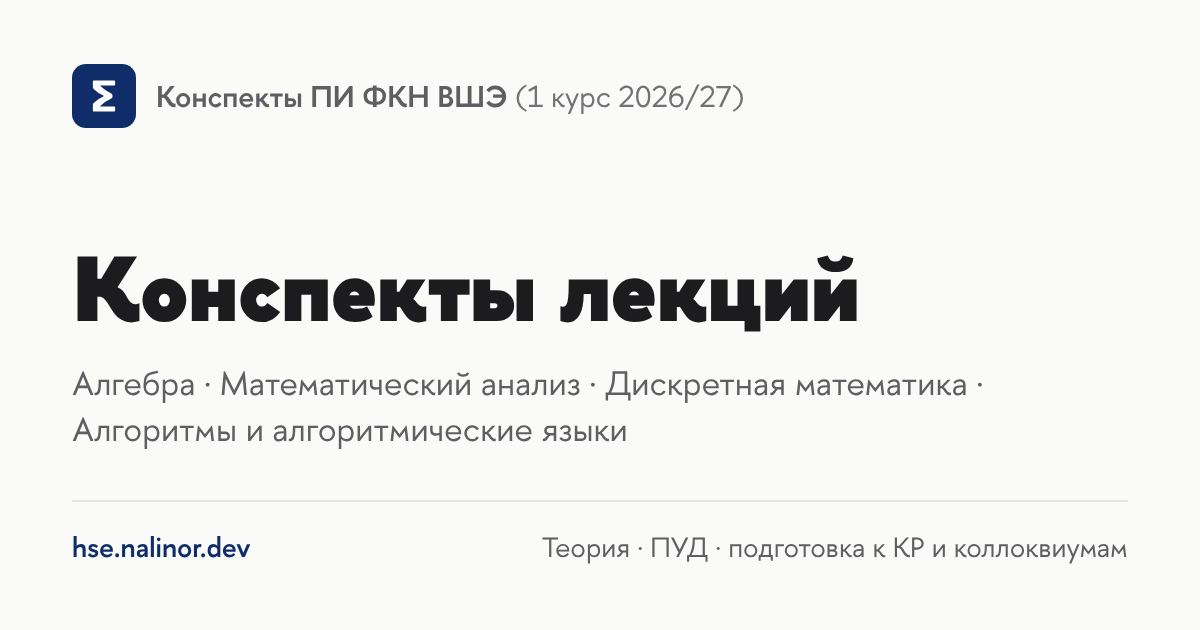 Σ
Конспекты ПИ ФКН ВШЭ (1 курс 2026/27)
Конспекты лекций
Алгебра · Математический анализ · Дискретная математика ·
Алгоритмы и алгоритмические языки
hse.nalinor.dev
Теория · ПУД · подготовка к КР и коллоквиумам